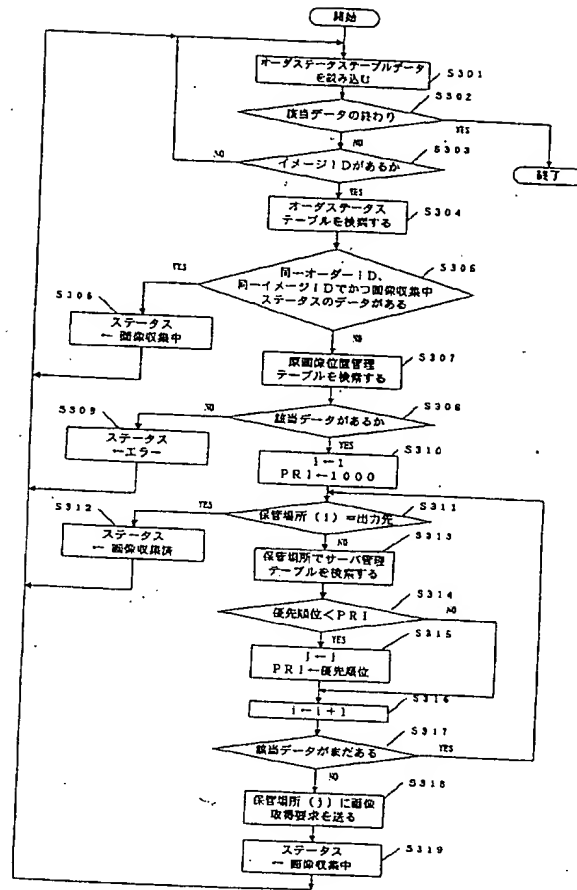 開始
オーダステータステーブルデータ
を読み込む
S301
該当データの終わり
S302
YES
NO
終了
イメージIDがあるか
S303
NO
YES
オーダステータス
テーブルを検索する
S304
同一オーダーID、
同一イメージIDでかつ画像収集中
ステータスのデータがある
S305
YES
NO
S306
ステータス
← 画像収集中
原画像位置管理
テーブルを検索する
S307
該当データがあるか
S308
NO
YES
S309
ステータス
←エラー
i←1
PRI←1000
S310
保管場所(i)=出力先
S311
YES
NO
S312
ステータス
← 画像収集済
保管場所でサーバ管理
テーブルを検索する
S313
優先順位<PRI
S314
NO
YES
PRI←優先順位
S315
i←i+1
S316
該当データがまだある
S317
YES
NO
保管場所(j)に画像
取得要求を送る
S318
ステータス
← 画像収集中
S319